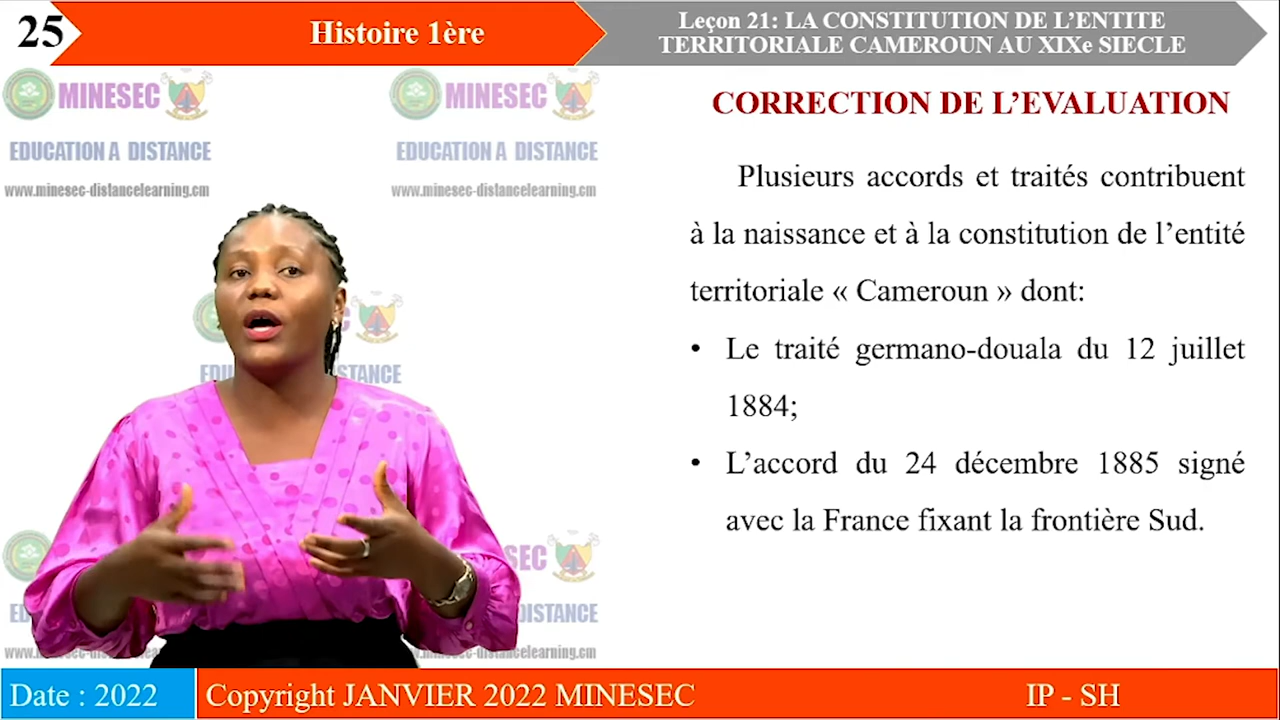 25
Histoire 1ère
Leçon 21: LA CONSTITUTION DE L'ENTITE
TERRITORIALE CAMEROUN AU XIXe SIECLE
MINESEC
EDUCATION A DISTANCE
www.minesec-distancelearning.cm
MINESEC
EDUCATION A DISTANCE
www.minesec-distancelearning.cm
CORRECTION DE L'EVALUATION
Plusieurs accords et traités contribuent
à la naissance et à la constitution de l'entité
territoriale « Cameroun » dont:
• Le traité germano-douala du 12 juillet
1884;
• L'accord du 24 décembre 1885 signé
avec la France fixant la frontière Sud.
Date : 2022
Copyright JANVIER 2022 MINESEC
IP - SH